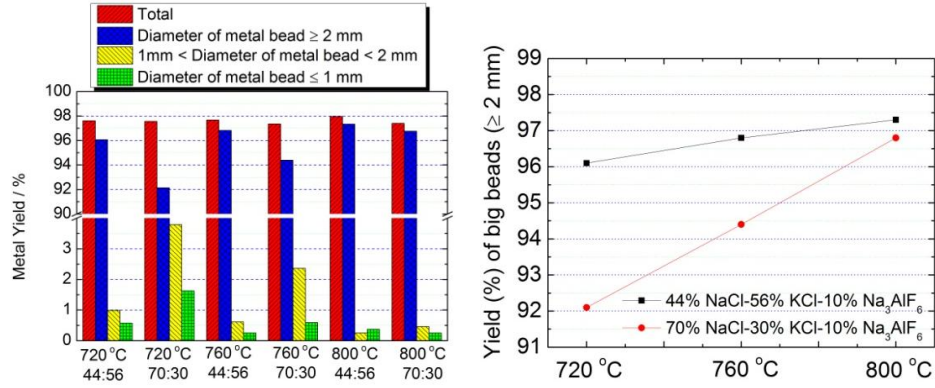 Total
Diameter of metal bead ≥ 2 mm
1mm < Diameter of metal bead < 2 mm
Diameter of metal bead ≤ 1 mm
Metal Yield / %
100
98
96
94
92
90
3
2
1
0
720 °C 720 °C 760 °C 760 °C 800 °C 800 °C
44:56 70:30 44:56 70:30 44:56 70:30
Yield (%) of big beads (≥ 2 mm)
99
98
97
96
95
94
93
92
91
44% NaCl-56% KCl-10% Na₃AlF₆
70% NaCl-30% KCl-10% Na₃AlF₆
720 °C 760 °C 800 °C